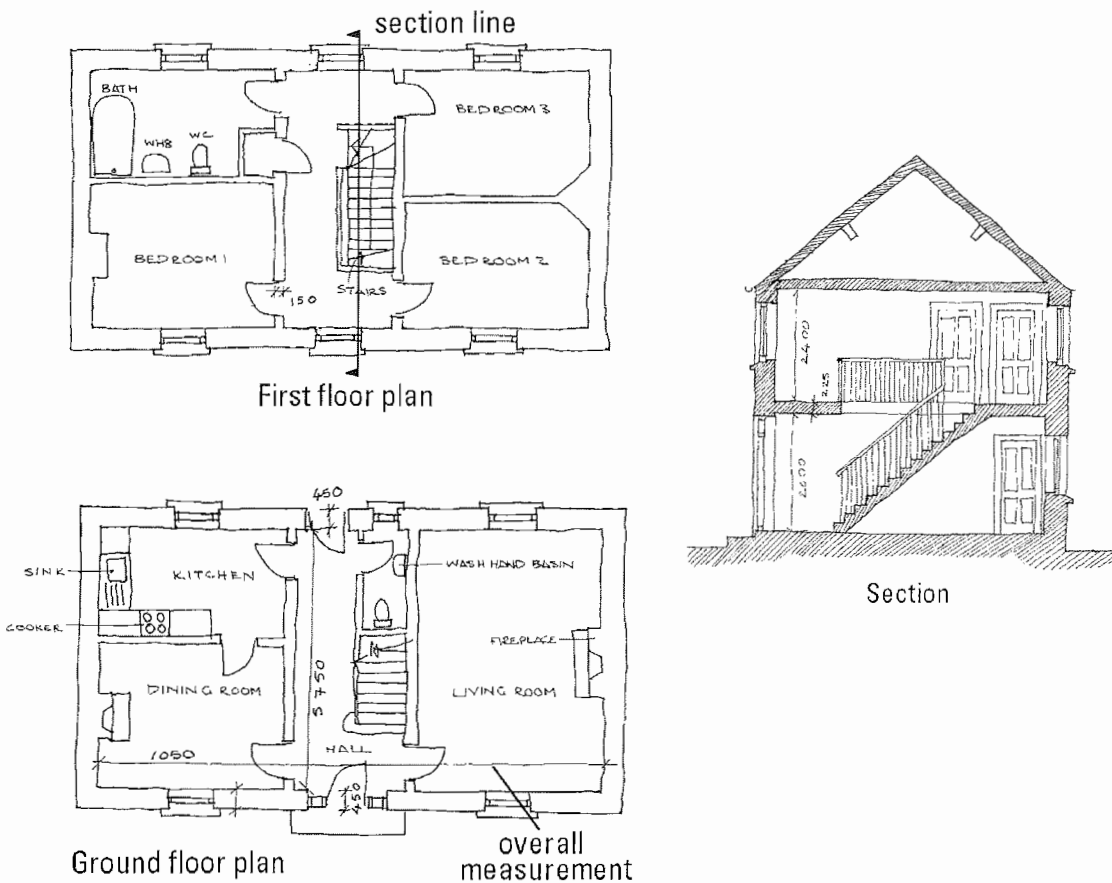 section line
BATH
WHB
WC
BEDROOM 3
BEDROOM 1
BEDROOM 2
STAIRS
150
First floor plan
2400
225
2600
Section
450
SINK
KITCHEN
WASH HAND BASIN
COOKER
FIREPLACE
DINING ROOM
5750
LIVING ROOM
HALL
1050
450
overall
measurement
Ground floor plan